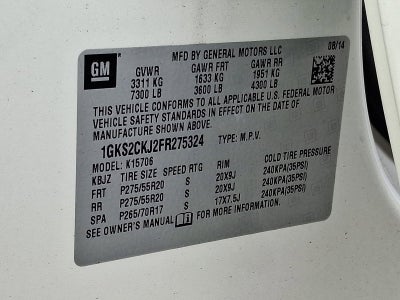 GM
MFD BY GENERAL MOTORS LLC 08/14
GVWR GAWR FRT GAWR RR
3311 KG 1633 KG 1951 KG
7300 LB 3600 LB 4300 LB
THIS VEHICLE CONFORMS TO ALL APPLICABLE U.S. FEDERAL MOTOR
VEHICLE SAFETY STANDARDS IN EFFECT ON THE DATE OF
MANUFACTURE SHOWN ABOVE.
1GKS2CKJ2FR275324 TYPE: M.P.V.
MODEL: K15706
KBJZ TIRE SIZE SPEED RTG RIM COLD TIRE PRESSURE
FRT P275/55R20 S 20X9J 240KPA(35PSI)
RR P275/55R20 S 20X9J 240KPA(35PSI)
SPA P265/70R17 S 17X7.5J 240KPA(35PSI)
SEE OWNER'S MANUAL FOR MORE INFORMATION.